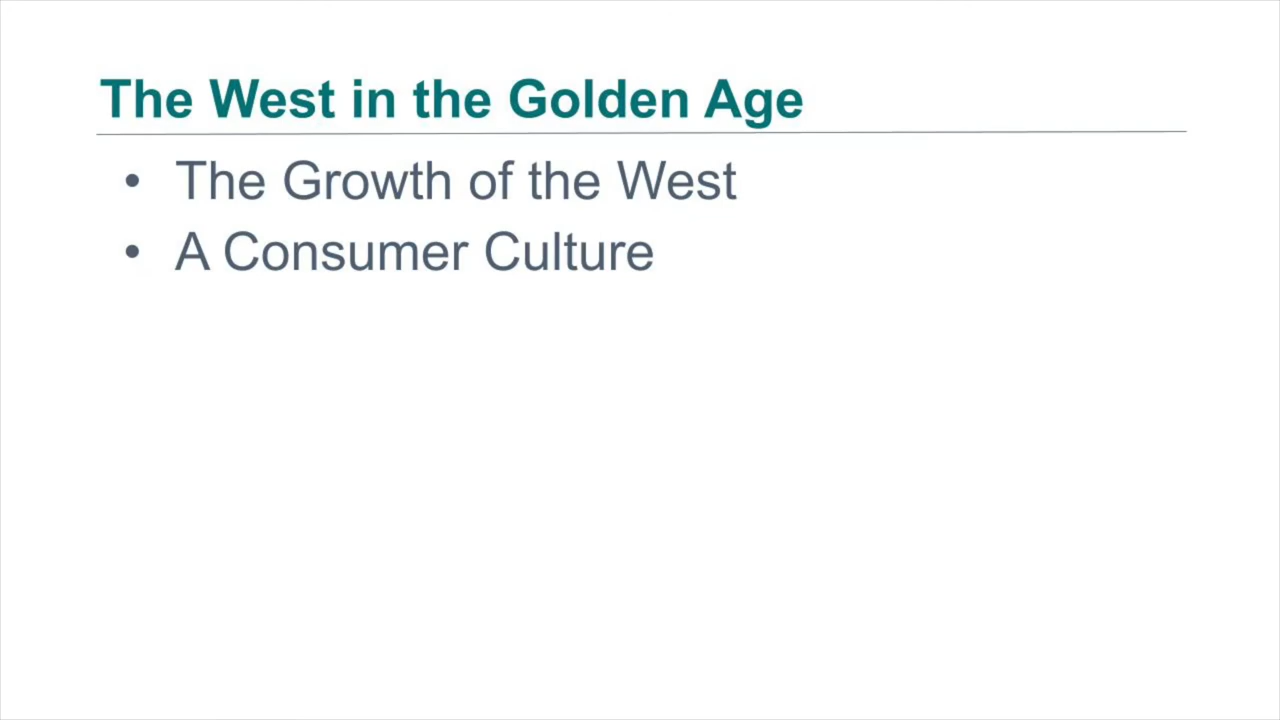 The West in the Golden Age
• The Growth of the West
• A Consumer Culture